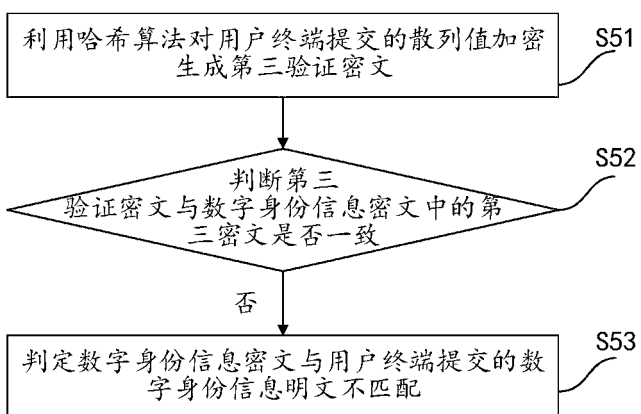 利用哈希算法对用户终端提交的散列值加密
生成第三验证密文
S51
判断第三
验证密文与数字身份信息密文中的第
三密文是否一致
S52
否
判定数字身份信息密文与用户终端提交的数
字身份信息明文不匹配
S53